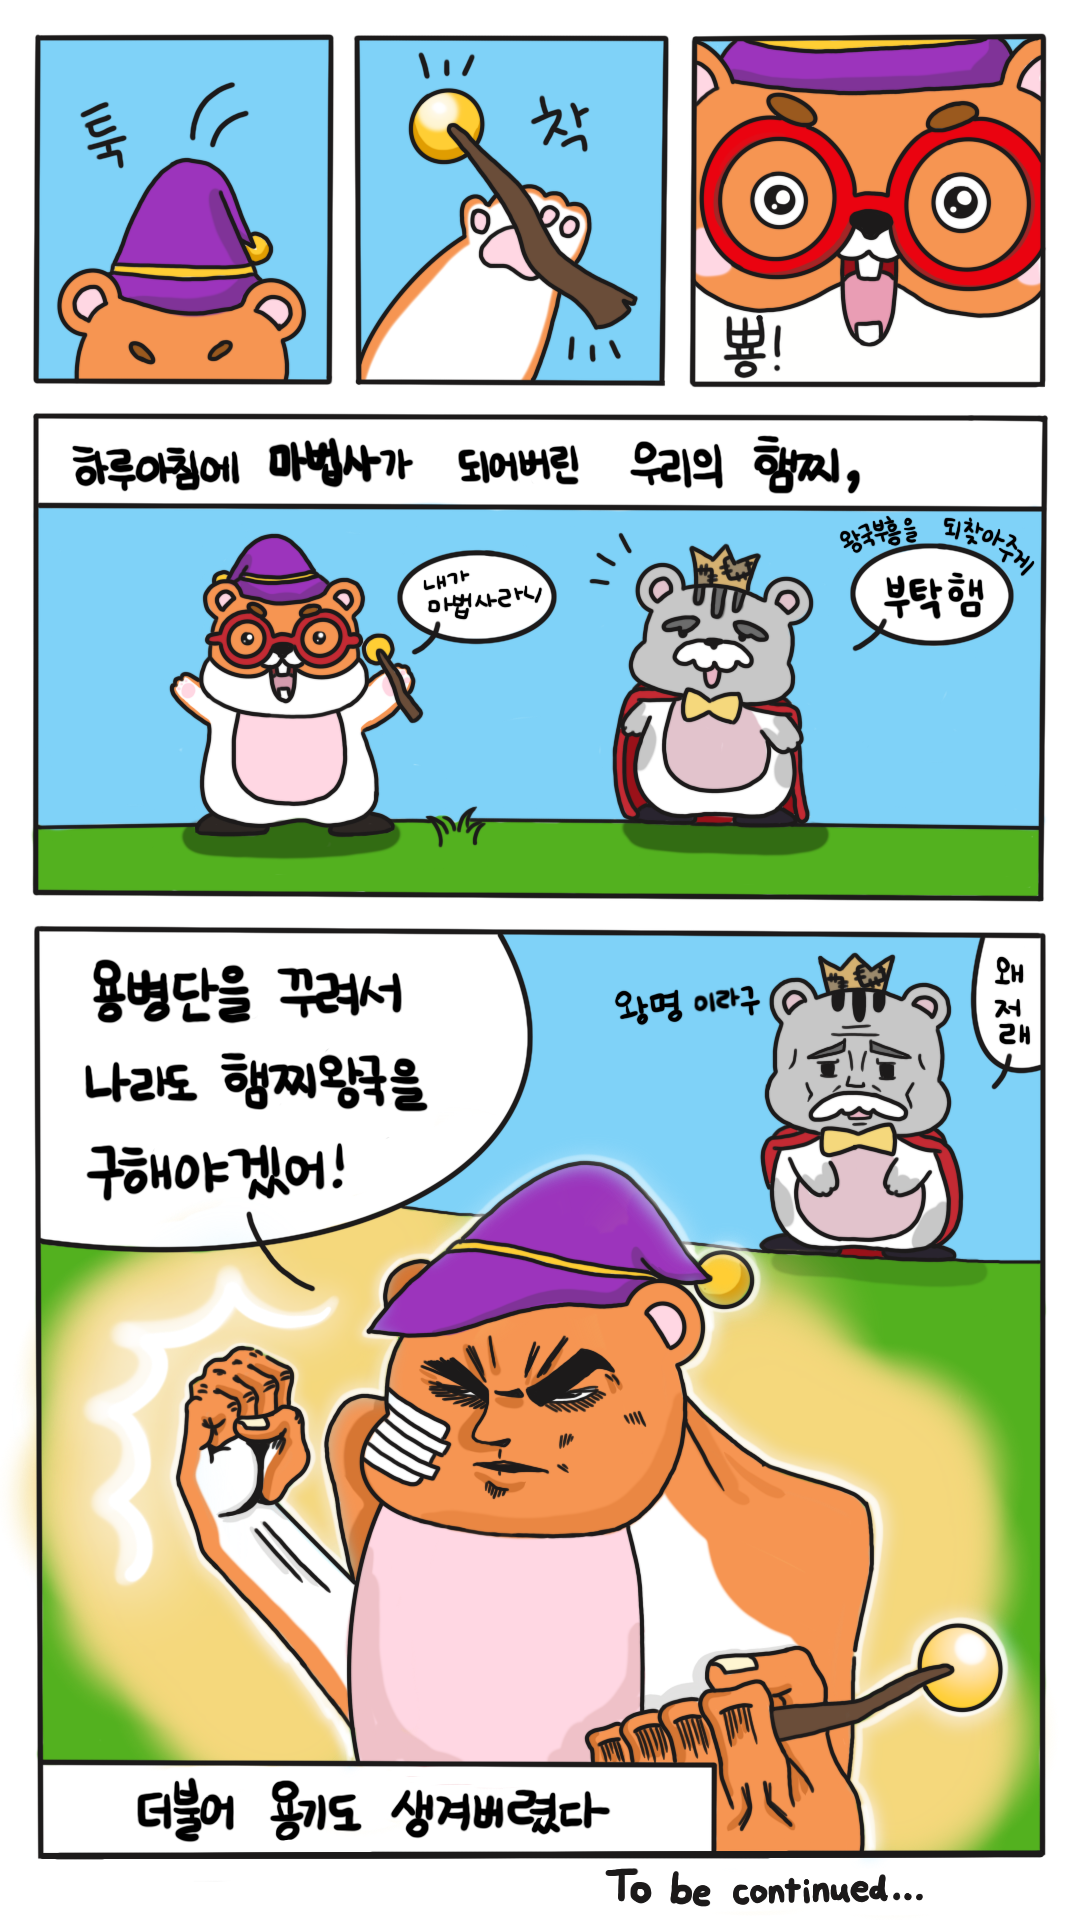 툭
착
뿅!
하루아침에 마법사가 되어버린 우리의 햄찌,
내가
마법사라니
왕국부흥을 되찾아주게
부탁햄
용병단을 꾸려서
나라도 햄찌왕국을
구해야겠어!
왕명 이라구
왜
저
래
더불어 용기도 생겨버렸다
To be continued...